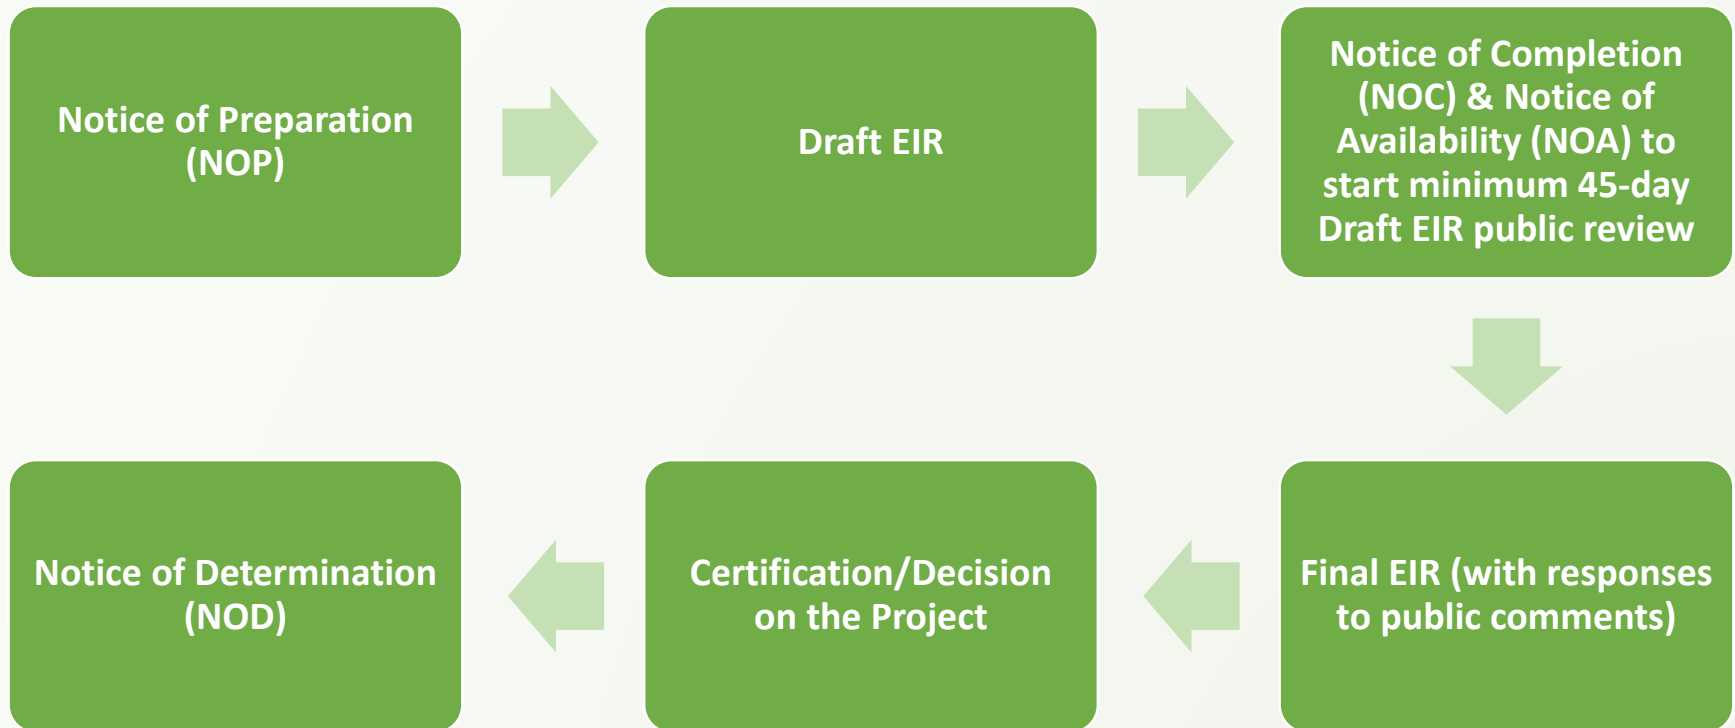 Notice of Preparation
(NOP)
Draft EIR
Notice of Completion
(NOC) & Notice of
Availability (NOA) to
start minimum 45-day
Draft EIR public review
Final EIR (with responses
to public comments)
Certification/Decision
on the Project
Notice of Determination
(NOD)